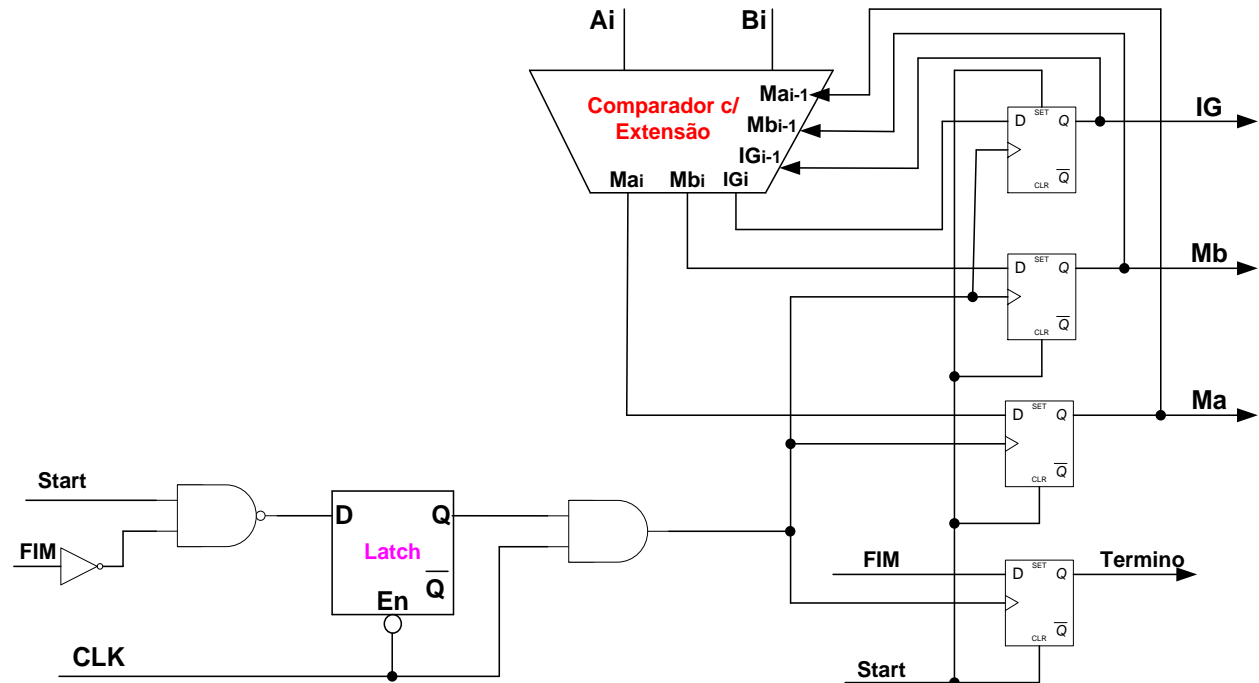 Ai
Bi
Comparador c/
Extensão
Mai-1
Mbi-1
IGi-1
Mai
Mbi
IGi
D
SET
Q
CLR
Q
IG
D
SET
Q
CLR
Q
Mb
D
SET
Q
CLR
Q
Ma
Start
FIM
D
Q
Latch
Q
En
CLK
FIM
D
SET
Q
CLR
Q
Termino
Start